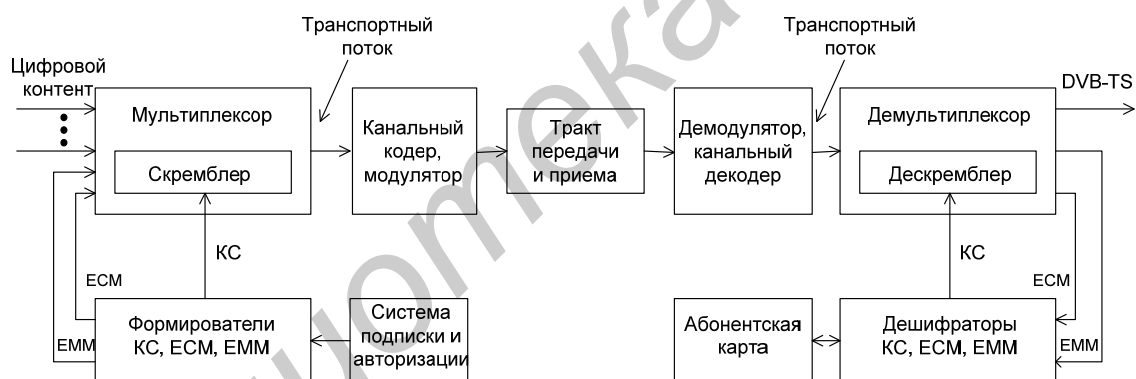 Транспортный
поток
Транспортный
поток
Цифровой
контент
DVB-TS
Мультиплексор
Скремблер
Канальный
кодер,
модулятор
Тракт
передачи
и приема
Демодулятор,
канальный
декодер
Демультиплексор
Дескремблер
КС
КС
ECM
ECM
EMM
Формирователи
КС, ECM, EMM
Система
подписки и
авторизации
Абонентская
карта
Дешифраторы
КС, ECM, EMM
EMM
иотека